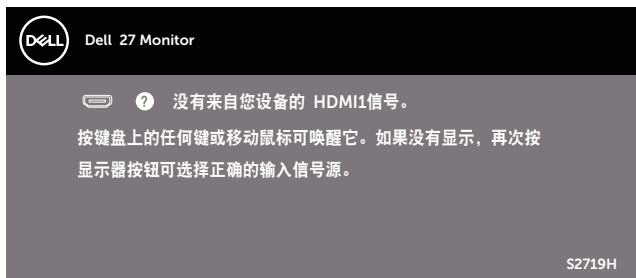 DELL
Dell 27 Monitor
? 没有来自您设备的 HDMI1信号。
按键盘上的任何键或移动鼠标可唤醒它。如果没有显示，再次按
显示器按钮可选择正确的输入信号源。
S2719H